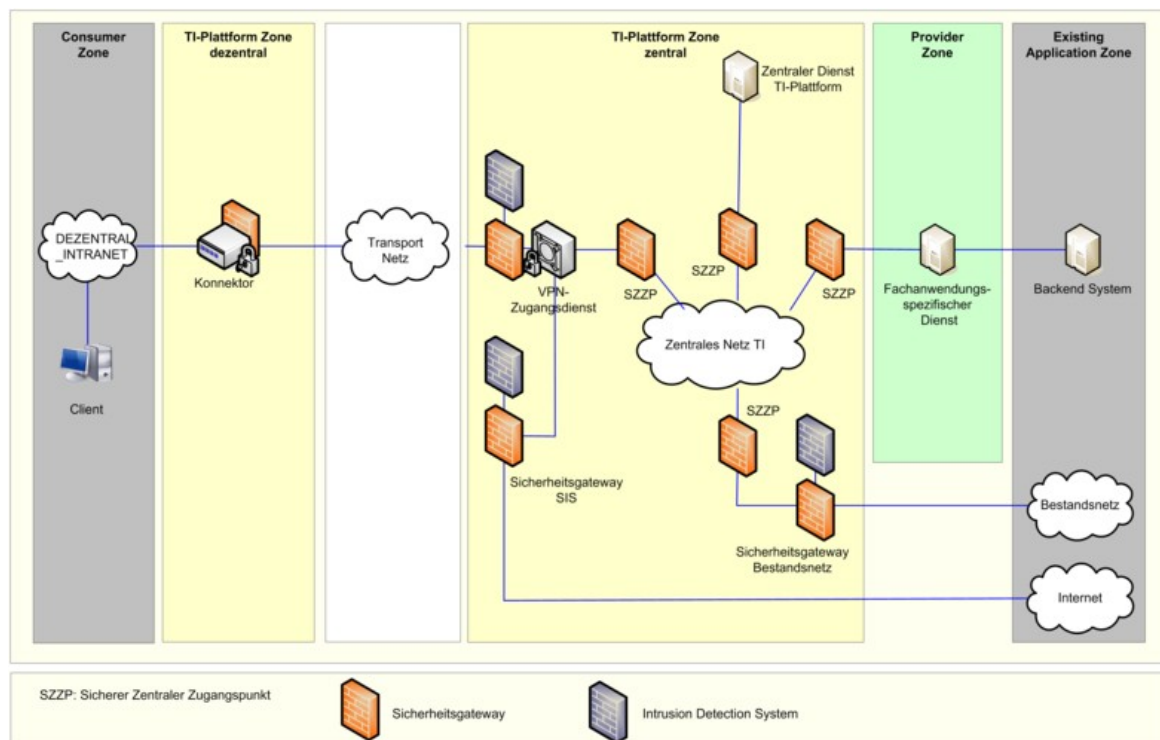 Consumer
Zone
TI-Plattform Zone
dezentral
TI-Plattform Zone
zentral
Provider
Zone
Existing
Application Zone
Zentraler Dienst
TI-Plattform
DEZENTRAL
_INTRANET
Konnektor
Transport
Netz
VPN-
Zugangsdienst
SZZP
SZZP
SZZP
Fachanwendungs-
spezifischer
Dienst
Backend System
Zentrales Netz TI
Client
SZZP
Sicherheitsgateway
SIS
Sicherheitsgateway
Bestandsnetz
Bestandsnetz
Internet
SZZP: Sicherer Zentraler Zugangspunkt
Sicherheitsgateway
Intrusion Detection System